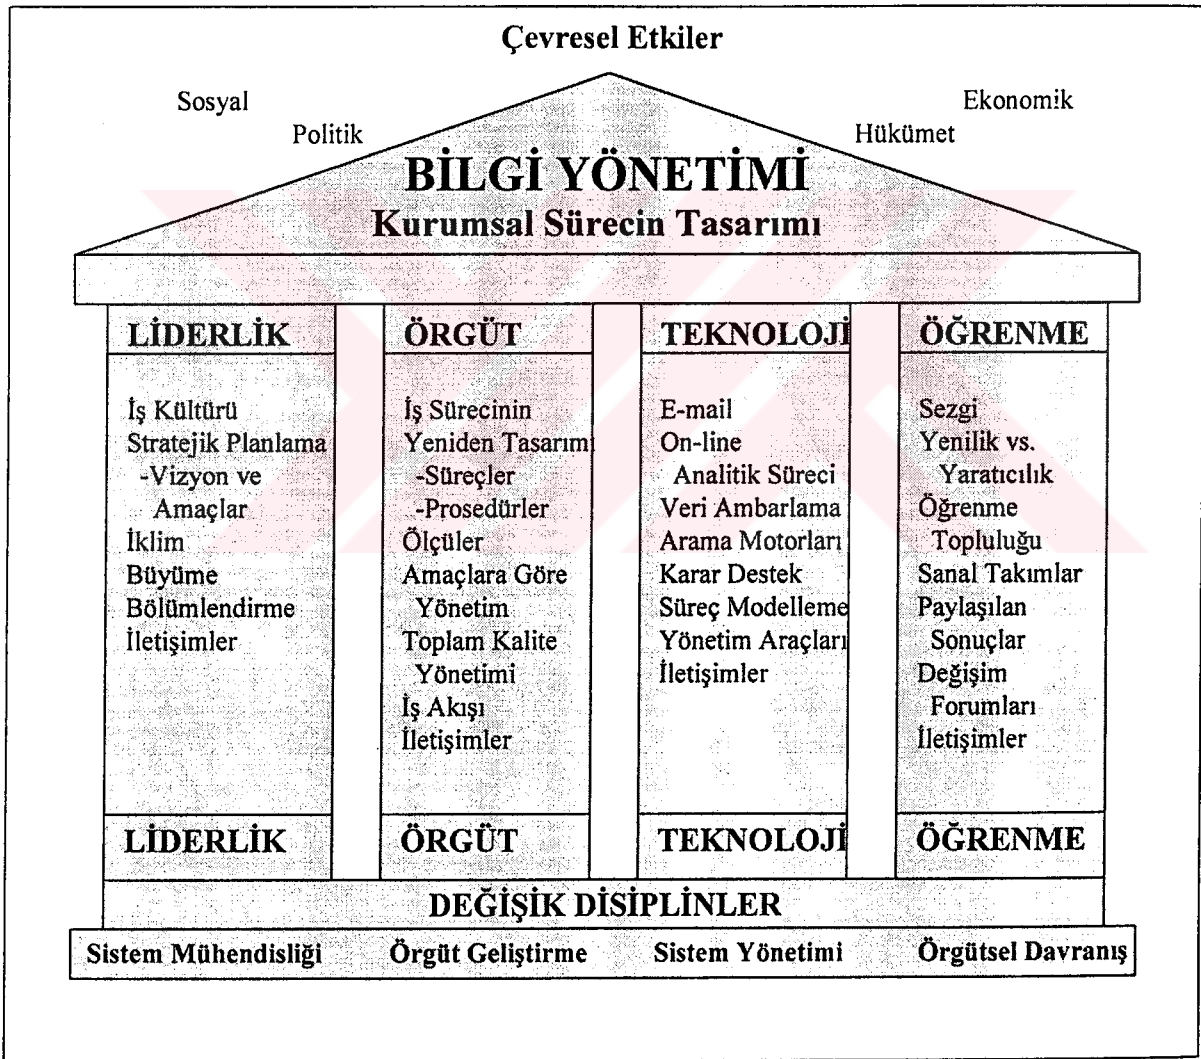 Çevresel Etkiler
Sosyal
Ekonomik
Politik
Hükümet
BİLGİ YÖNETİMİ
Kurumsal Sürecin Tasarımı
LİDERLİK
İş Kültürü
Stratejik Planlama
-Vizyon ve
Amaçlar
İklim
Büyüme
Bölümlendirme
İletişimler
LİDERLİK
ÖRGÜT
İş Sürecinin
Yeniden Tasarımı
-Süreçler
-Prosedürler
Ölçüler
Amaçlara Göre
Yönetim
Toplam Kalite
Yönetimi
İş Akışı
İletişimler
ÖRGÜT
TEKNOLOJİ
E-mail
On-line
Analitik Süreci
Veri Ambarlama
Arama Motorları
Karar Destek
Süreç Modelleme
Yönetim Araçları
İletişimler
TEKNOLOJİ
ÖĞRENME
Sezgi
Yenilik vs.
Yaratıcılık
Öğrenme
Topluluğu
Sanal Takımlar
Paylaşılan
Sonuçlar
Değişim
Forumları
İletişimler
ÖĞRENME
DEĞİŞİK DİSİPLİNLER
Sistem Mühendisliği Örgüt Geliştirme Sistem Yönetimi Örgütsel Davranış